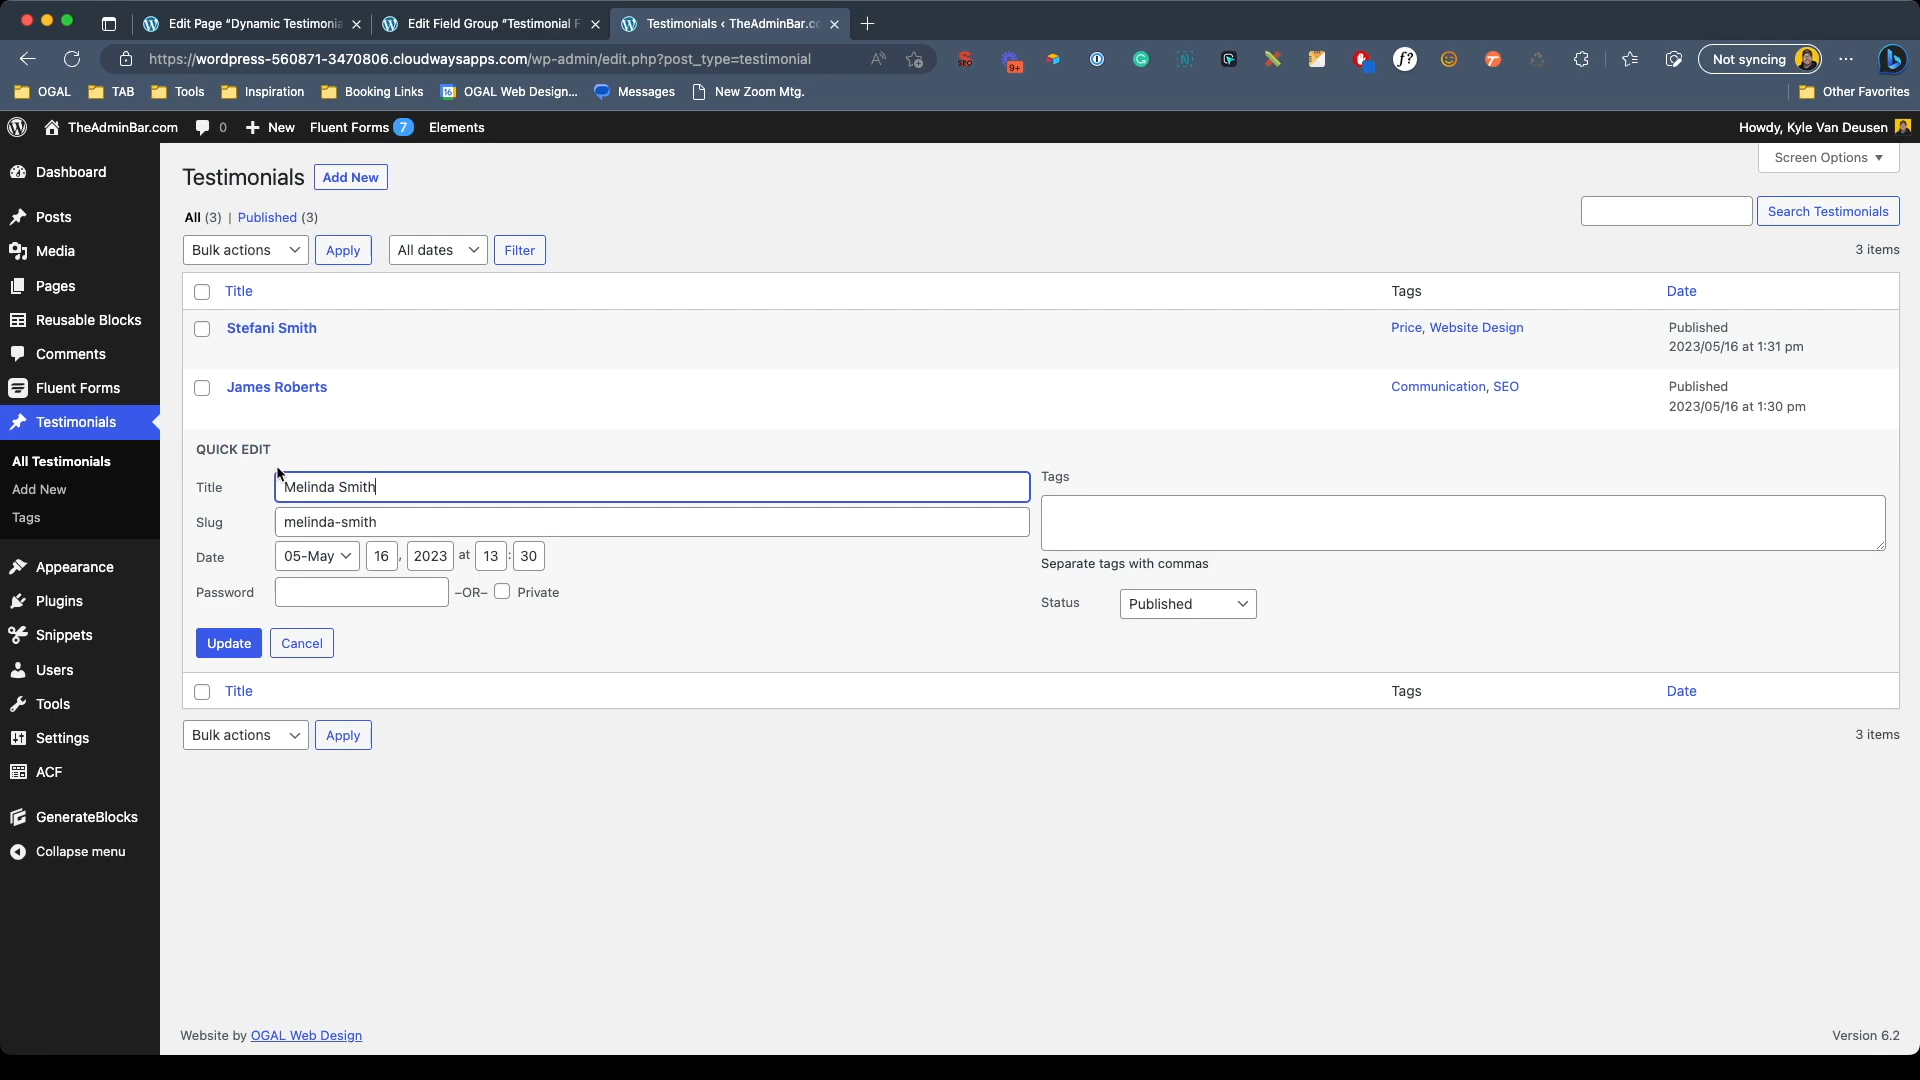 Edit Page "Dynamic Testimonia
Edit Field Group "Testimonial F
Testimonials ‹ TheAdminBar.co
https://wordpress-560871-3470806.cloudwaysapps.com/wp-admin/edit.php?post_type=testimonial
9+
Not syncing
OGAL
TAB
Tools
Inspiration
Booking Links
OGAL Web Design...
Messages
New Zoom Mtg.
Other Favorites
TheAdminBar.com
0
New
Fluent Forms 7
Elements
Howdy, Kyle Van Deusen
Dashboard
Posts
Media
Pages
Reusable Blocks
Comments
Fluent Forms
Testimonials
All Testimonials
Add New
Tags
Appearance
Plugins
Snippets
Users
Tools
Settings
ACF
GenerateBlocks
Collapse menu
Screen Options
Testimonials
Add New
All (3) | Published (3)
Search Testimonials
Bulk actions
Apply
All dates
Filter
3 items
Title
Tags
Date
Stefani Smith
Price, Website Design
Published
2023/05/16 at 1:31 pm
James Roberts
Communication, SEO
Published
2023/05/16 at 1:30 pm
QUICK EDIT
Title
Melinda Smith
Slug
melinda-smith
Date
05-May 16 , 2023 at 13 : 30
Password
–OR– Private
Tags
Separate tags with commas
Status
Published
Update
Cancel
Title
Tags
Date
Bulk actions
Apply
3 items
Website by OGAL Web Design
Version 6.2